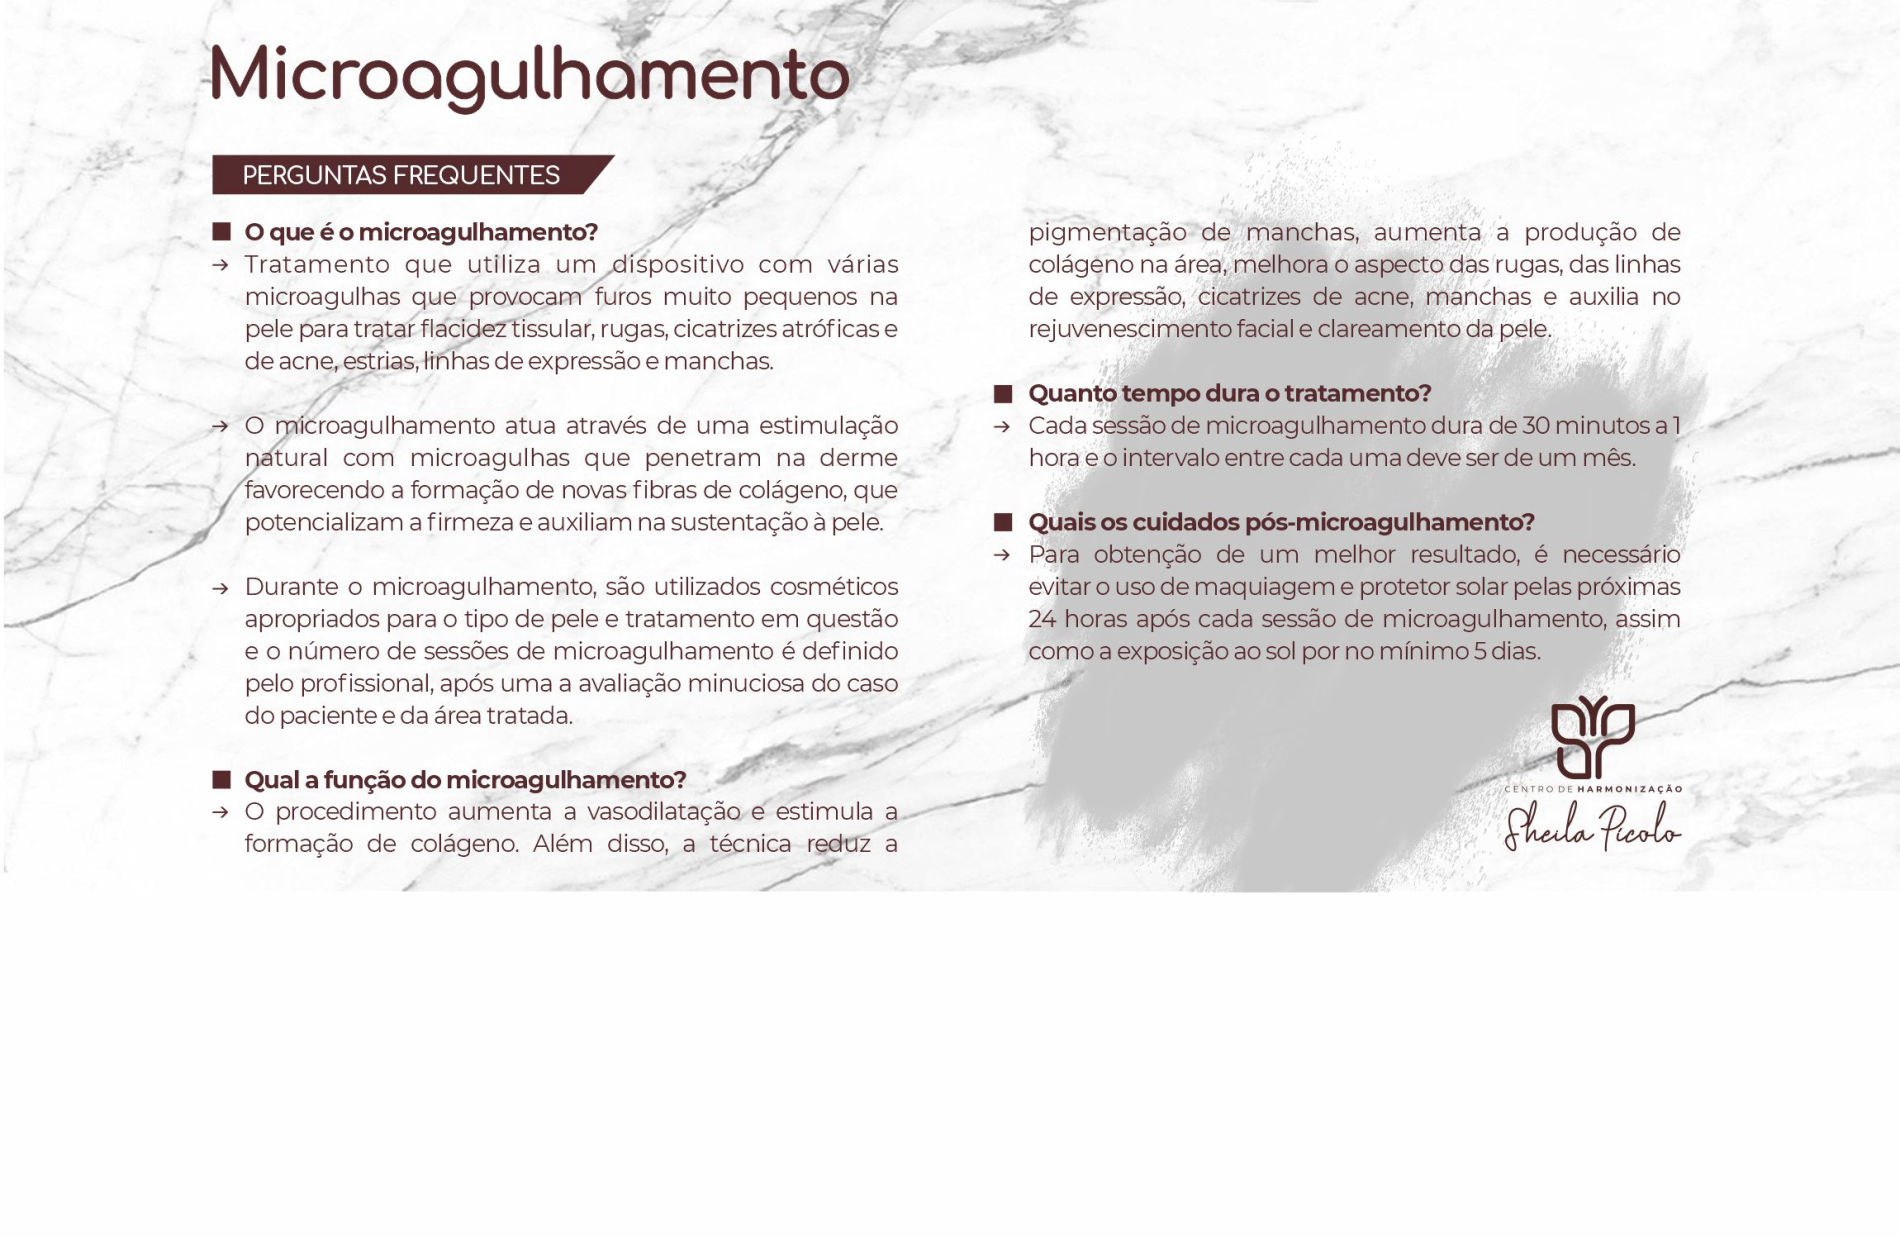 Microagulhamento
PERGUNTAS FREQUENTES
O que é o microagulhamento?
→ Tratamento que utiliza um dispositivo com várias
microagulhas que provocam furos muito pequenos na
pele para tratar flacidez tissular, rugas, cicatrizes atróficas e
de acne, estrias, linhas de expressão e manchas.
→ O microagulhamento atua através de uma estimulação
natural com microagulhas que penetram na derme
favorecendo a formação de novas fibras de colágeno, que
potencializam a firmeza e auxiliam na sustentação à pele.
→ Durante o microagulhamento, são utilizados cosméticos
apropriados para o tipo de pele e tratamento em questão
e o número de sessões de microagulhamento é definido
pelo profissional, após uma a avaliação minuciosa do caso
do paciente e da área tratada.
Qual a função do microagulhamento?
→ O procedimento aumenta a vasodilatação e estimula a
formação de colágeno. Além disso, a técnica reduz a
pigmentação de manchas, aumenta a produção de
colágeno na área, melhora o aspecto das rugas, das linhas
de expressão, cicatrizes de acne, manchas e auxilia no
rejuvenescimento facial e clareamento da pele.
Quanto tempo dura o tratamento?
→ Cada sessão de microagulhamento dura de 30 minutos a 1
hora e o intervalo entre cada uma deve ser de um mês.
Quais os cuidados pós-microagulhamento?
→ Para obtenção de um melhor resultado, é necessário
evitar o uso de maquiagem e protetor solar pelas próximas
24 horas após cada sessão de microagulhamento, assim
como a exposição ao sol por no mínimo 5 dias.
CENTRO DE HARMONIZAÇÃO
Sheila Picolo